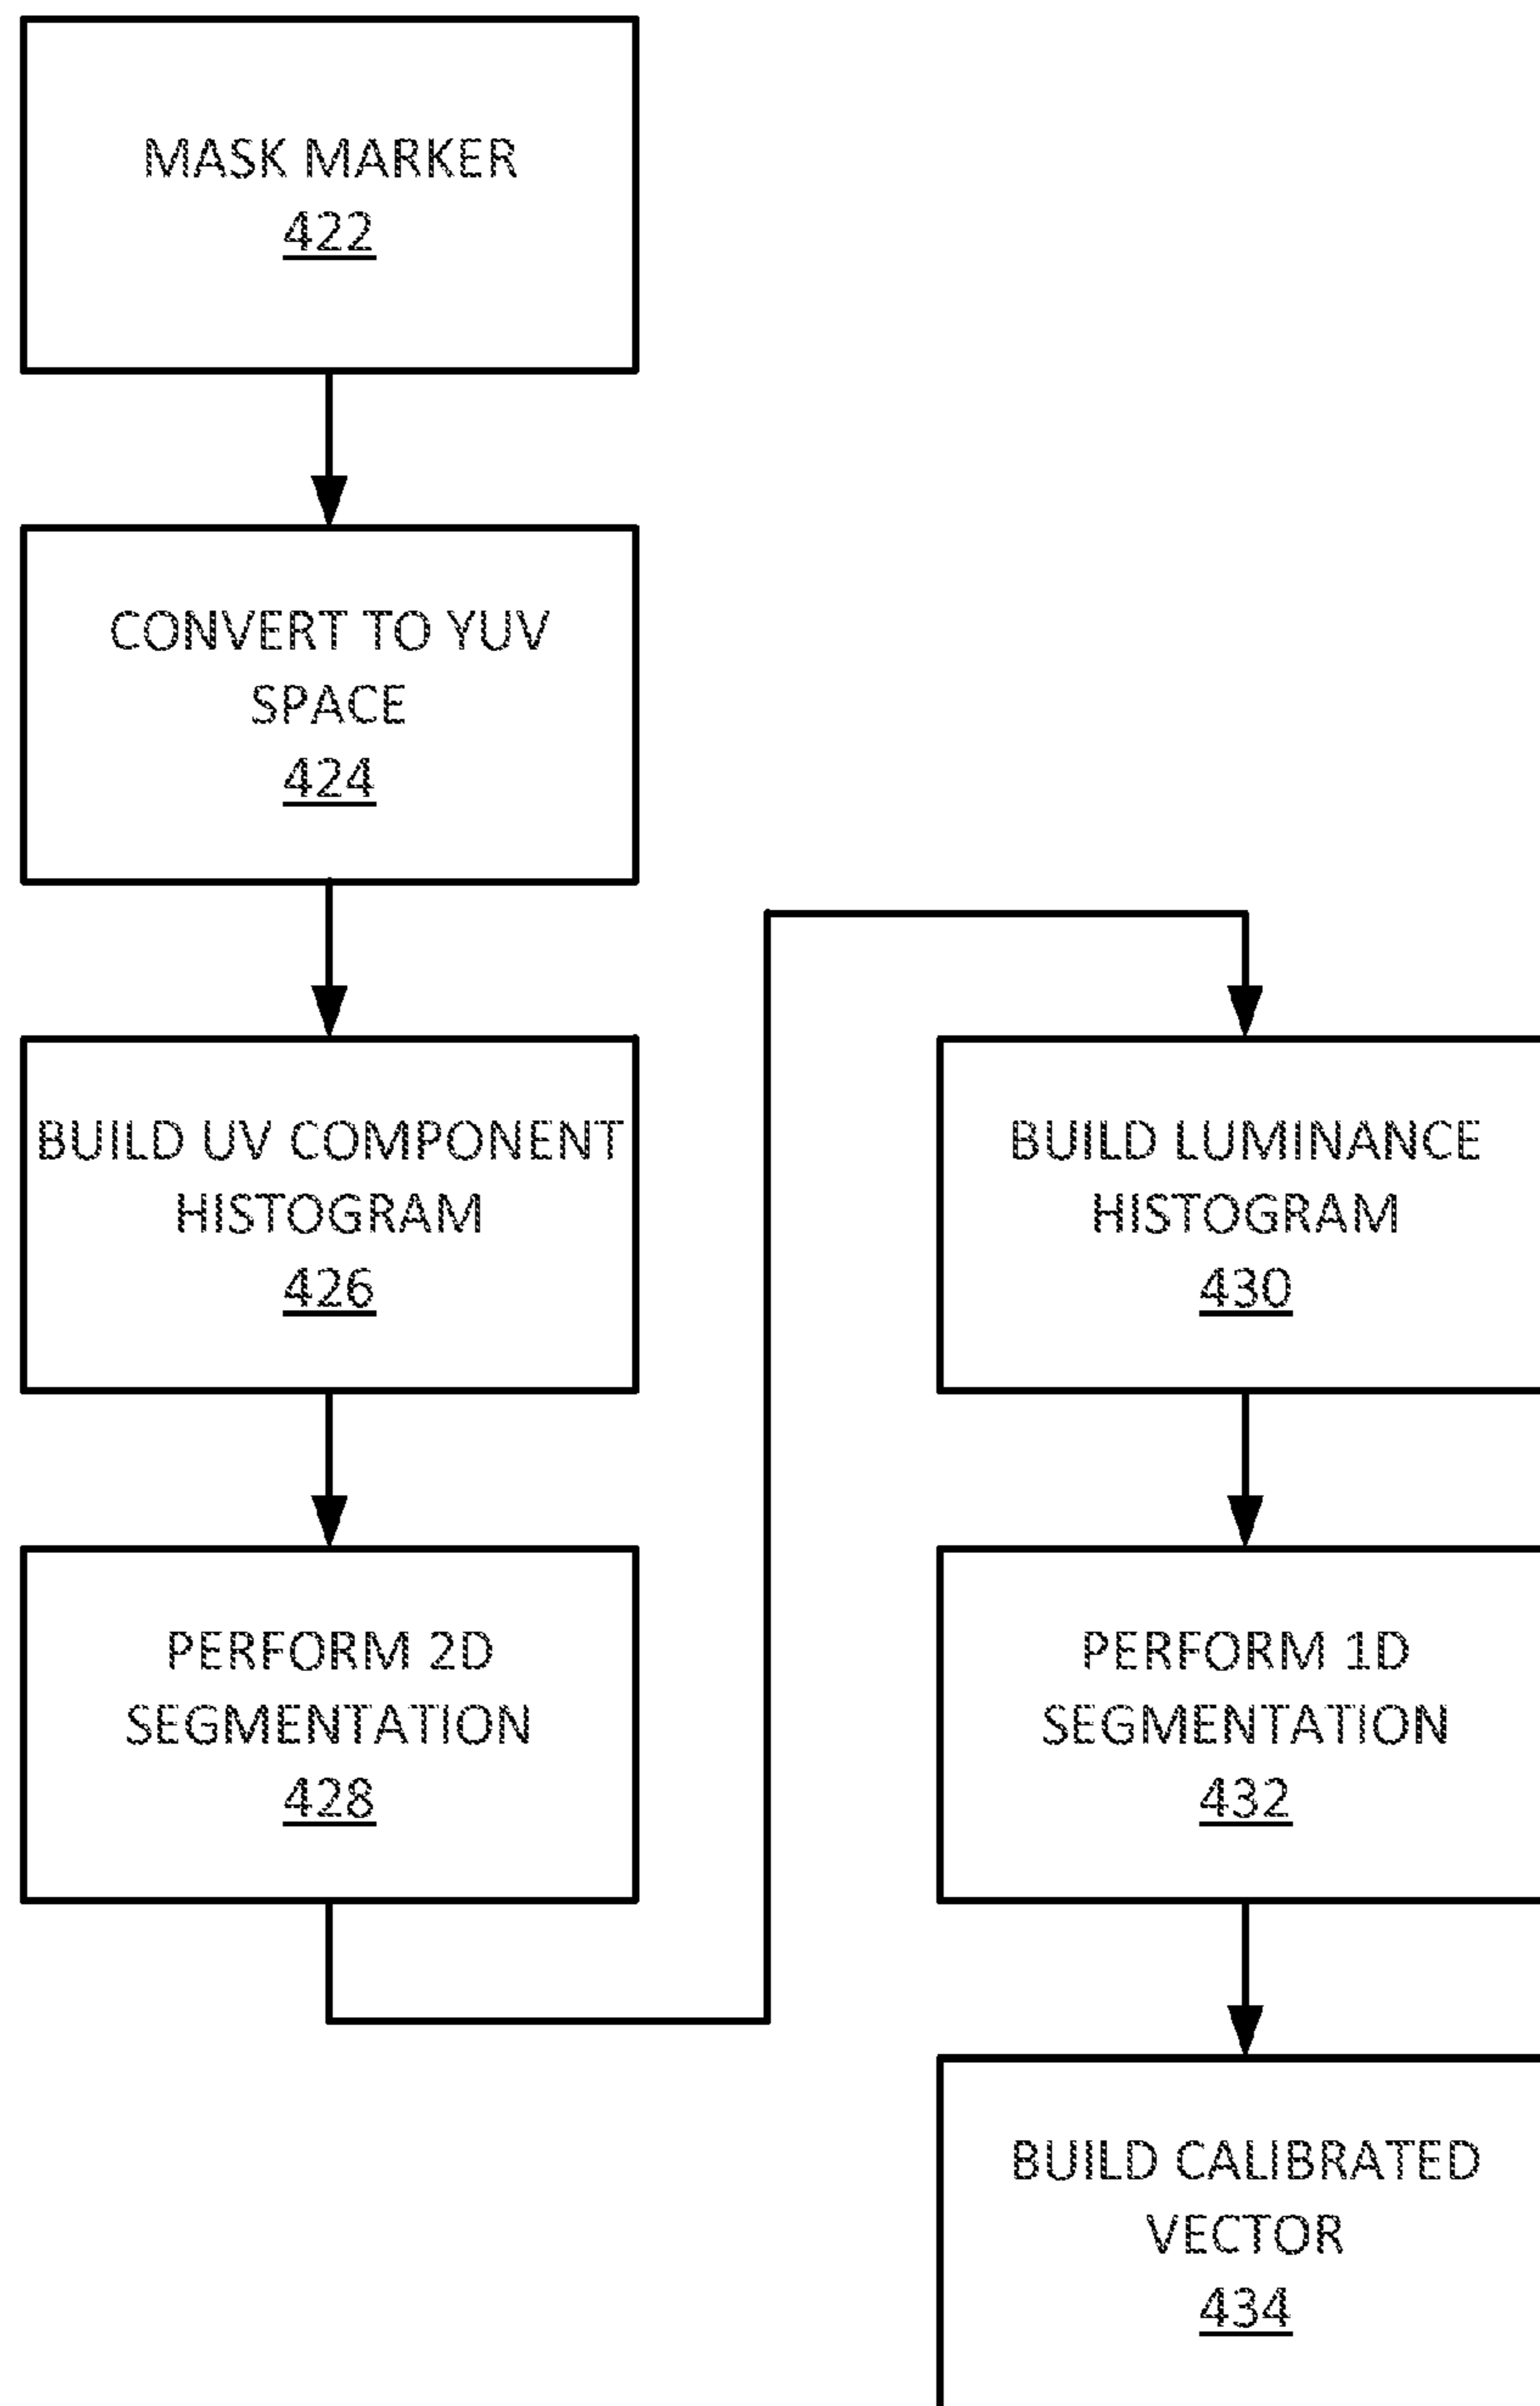 MASK MARKER
422
CONVERT TO YUV
SPACE
424
BUILD UV COMPONENT
HISTOGRAM
426
PERFORM 2D
SEGMENTATION
428
BUILD LUMINANCE
HISTOGRAM
430
PERFORM 1D
SEGMENTATION
432
BUILD CALIBRATED
VECTOR
434